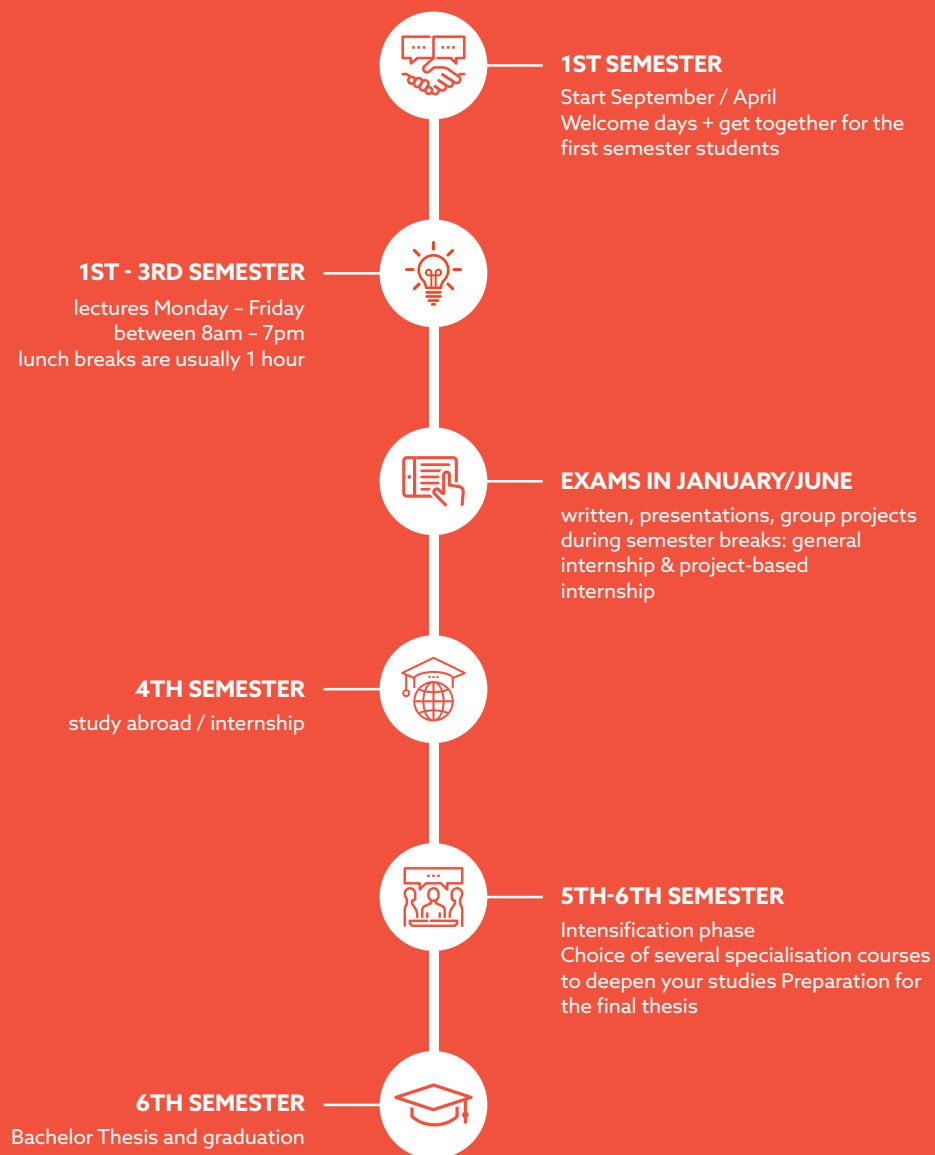 1ST SEMESTER
Start September / April
Welcome days + get together for the
first semester students
1ST - 3RD SEMESTER
lectures Monday – Friday
between 8am – 7pm
lunch breaks are usually 1 hour
EXAMS IN JANUARY/JUNE
written, presentations, group projects
during semester breaks: general
internship & project-based
internship
4TH SEMESTER
study abroad / internship
5TH-6TH SEMESTER
Intensification phase
Choice of several specialisation courses
to deepen your studies Preparation for
the final thesis
6TH SEMESTER
Bachelor Thesis and graduation